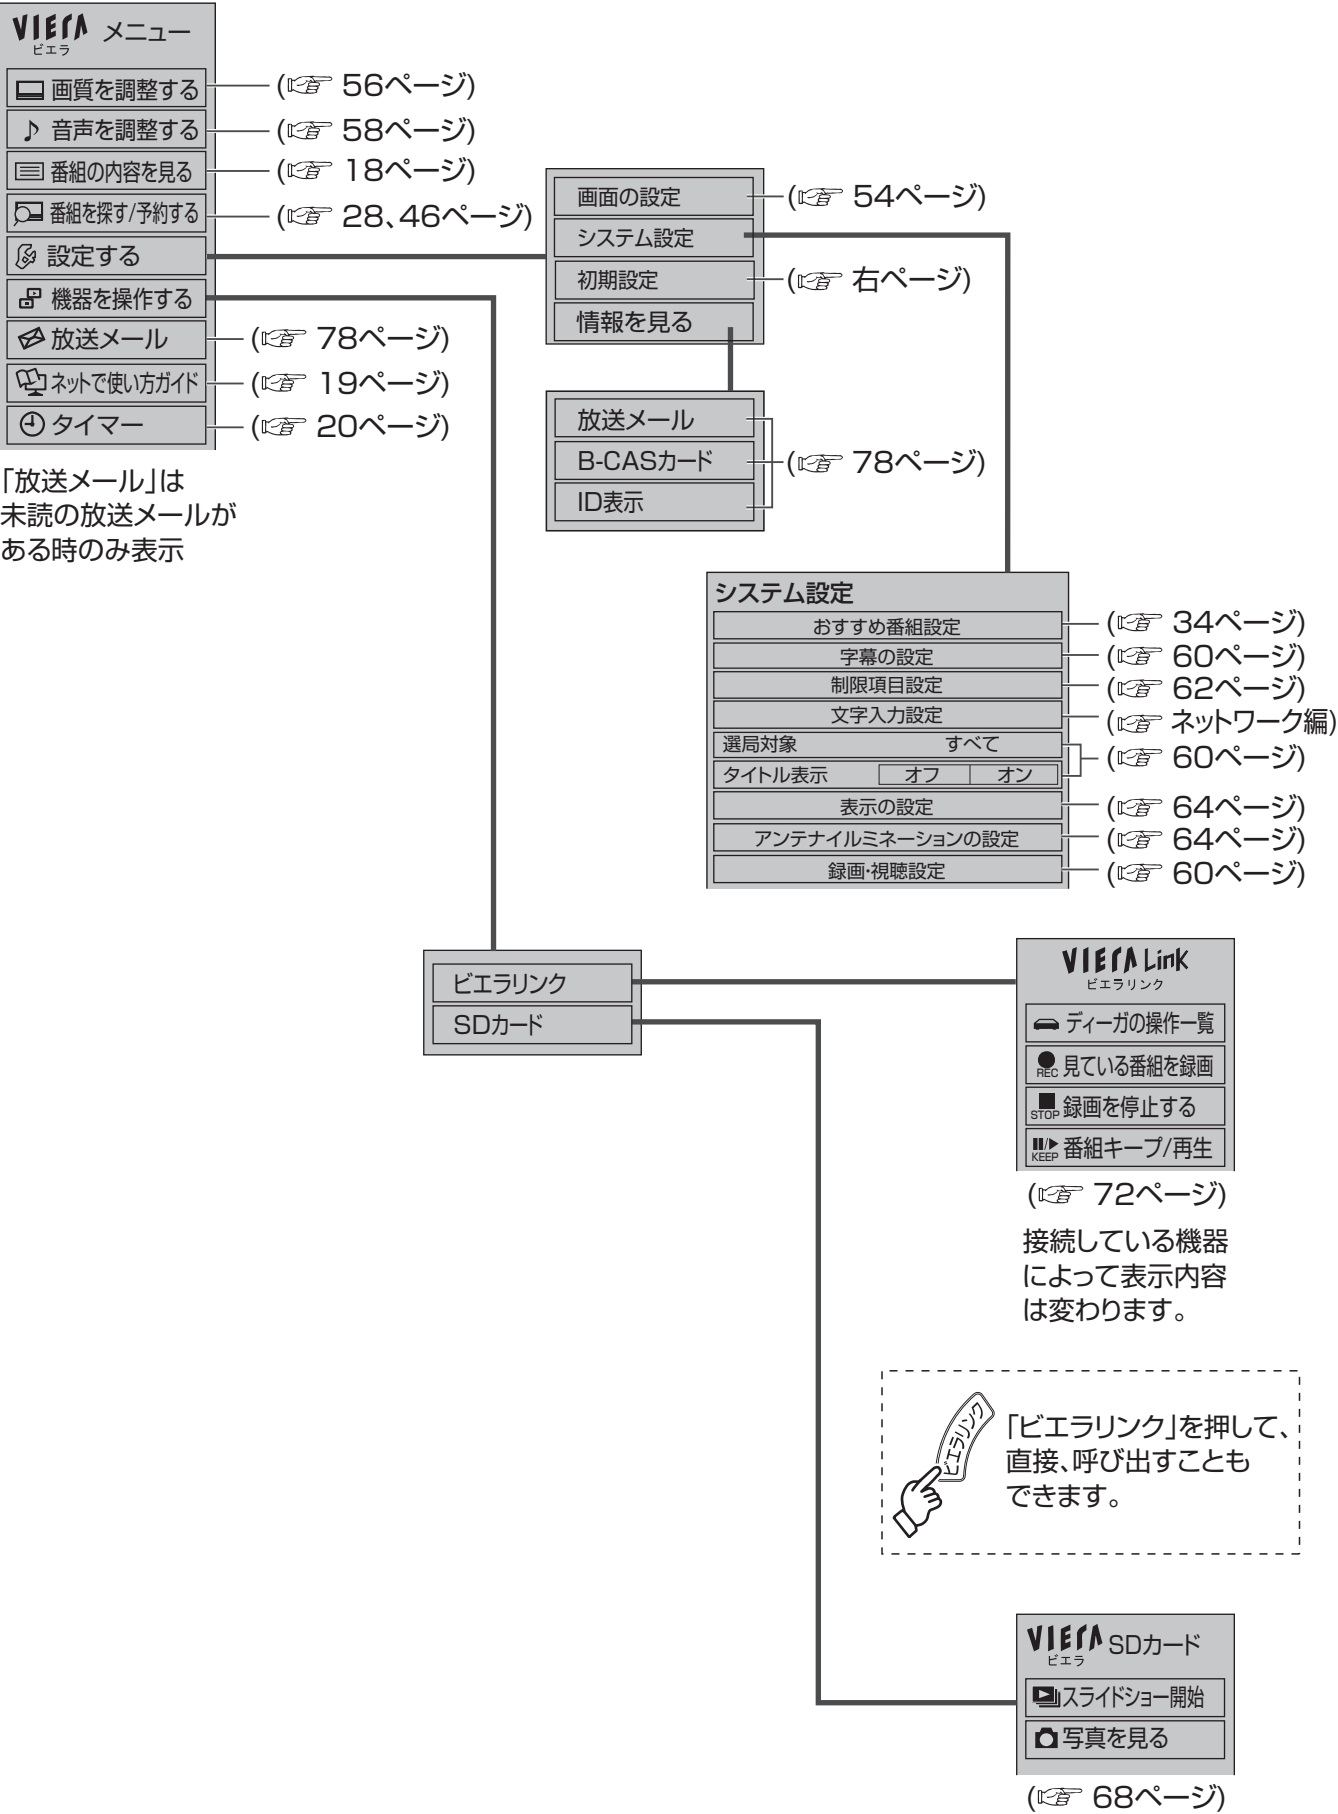 VIERA メニュー
ビエラ
画質を調整する (☞ 56ページ)
音声を調整する (☞ 58ページ)
番組の内容を見る (☞ 18ページ)
番組を探す/予約する (☞ 28、46ページ)
設定する
機器を操作する
放送メール (☞ 78ページ)
ネットで使い方ガイド (☞ 19ページ)
タイマー (☞ 20ページ)
「放送メール」は
未読の放送メールが
ある時のみ表示
画面の設定 (☞ 54ページ)
システム設定
初期設定 (☞ 右ページ)
情報を見る
放送メール
B-CASカード (☞ 78ページ)
ID表示
システム設定
おすすめ番組設定 (☞ 34ページ)
字幕の設定 (☞ 60ページ)
制限項目設定 (☞ 62ページ)
文字入力設定 (☞ ネットワーク編)
選局対象 すべて
(☞ 60ページ)
タイトル表示 オフ オン
表示の設定 (☞ 64ページ)
アンテナイルミネーションの設定 (☞ 64ページ)
録画・視聴設定 (☞ 60ページ)
ビエラリンク
SDカード
VIERA Link
ビエラリンク
ディーガの操作一覧
REC 見ている番組を録画
STOP 録画を停止する
KEEP 番組キープ/再生
(☞ 72ページ)
接続している機器
によって表示内容
は変わります。
ビエラリンク
「ビエラリンク」を押して、
直接、呼び出すことも
できます。
VIERA SDカード
ビエラ
スライドショー開始
写真を見る
(☞ 68ページ)